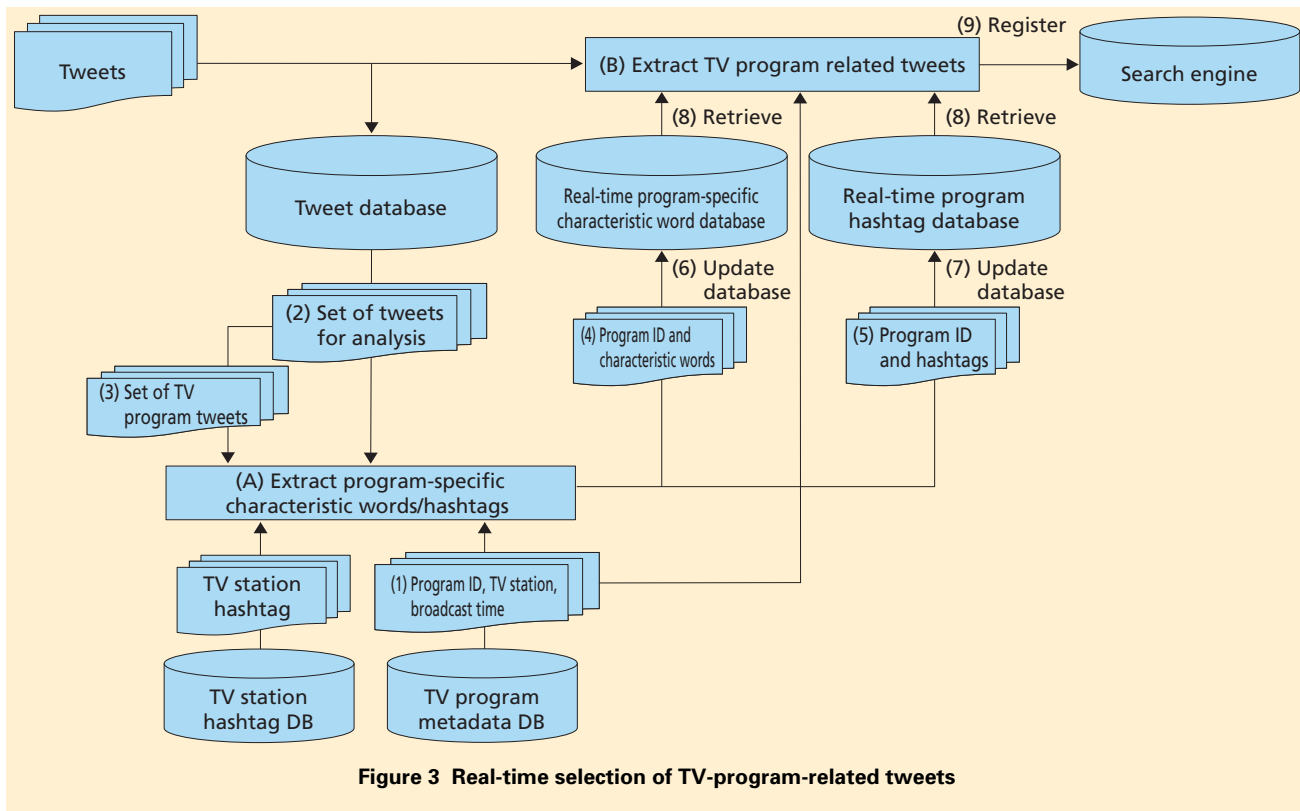 Tweets
(B) Extract TV program related tweets
(9) Register
Search engine
(8) Retrieve
(8) Retrieve
Tweet database
Real-time program-specific
characteristic word database
Real-time program
hashtag database
(6) Update
database
(7) Update
database
(2) Set of tweets
for analysis
(4) Program ID and
characteristic words
(5) Program ID
and hashtags
(3) Set of TV
program tweets
(A) Extract program-specific
characteristic words/hashtags
TV station
hashtag
(1) Program ID, TV station,
broadcast time
TV station
hashtag DB
TV program
metadata DB
Figure 3 Real-time selection of TV-program-related tweets